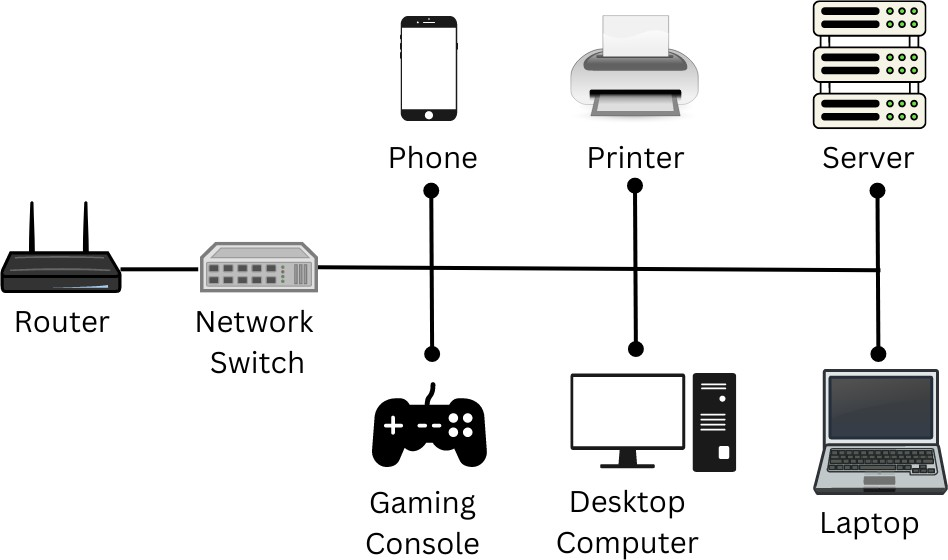 Phone
Printer
Server
Router
Network
Switch
Gaming
Console
Desktop
Computer
Laptop